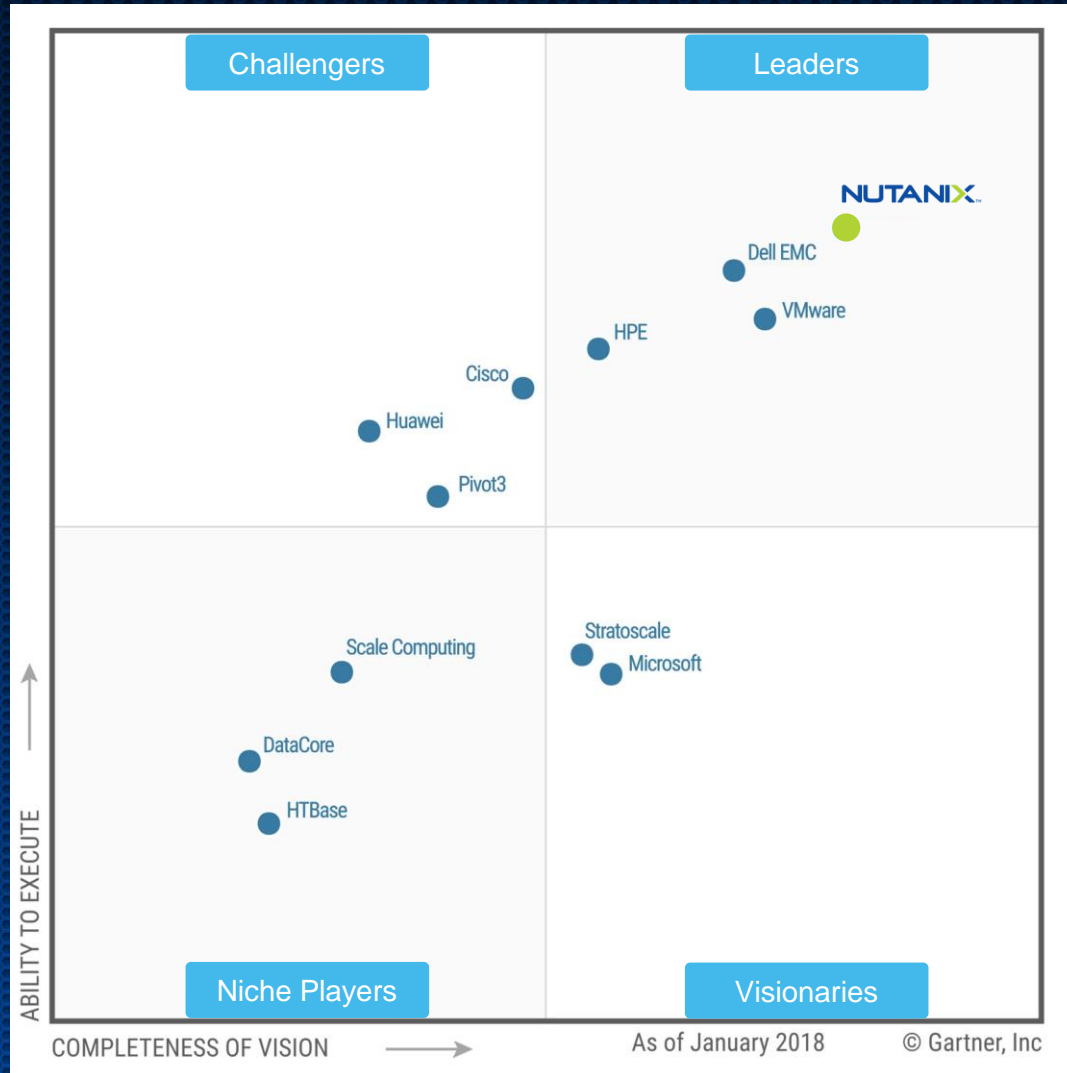 Challengers
Leaders
NUTANIX™
Dell EMC
VMware
HPE
Cisco
Huawei
Pivot3
Stratoscale
Scale Computing
Microsoft
DataCore
HTBase
ABILITY TO EXECUTE
Niche Players
Visionaries
COMPLETENESS OF VISION
As of January 2018
© Gartner, Inc